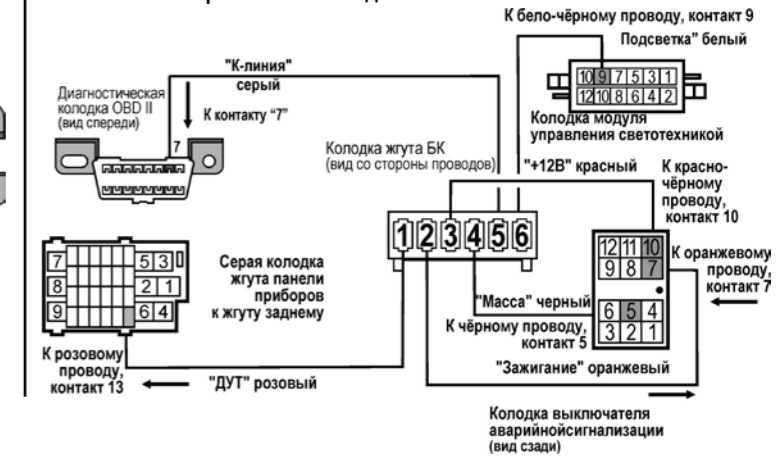 К бело-чёрному проводу, контакт 9
Подсветка" белый
10 9 7 5 3 1
12 10 8 6 4 2
Колодка модуля
управления светотехникой
"К-линия"
серый
Диагностическая
колодка OBD II
(вид спереди)
К контакту "7"
7
Колодка жгута БК
(вид со стороны проводов)
"+12В" красный
К красно-
чёрному
проводу,
контакт 10
1 2 3 4 5 6
12 11 10
9 8 7
6 5 4
3 2 1
К оранжевому
проводу,
контакт 7
7 5 3
8 2 1
9 6 4
Серая колодка
жгута панели
приборов
к жгуту заднему
"Масса" черный
К чёрному проводу,
контакт 5
К розовому
проводу,
контакт 13
"ДУТ" розовый
"Зажигание" оранжевый
Колодка выключателя
аварийнойсигнализации
(вид сзади)